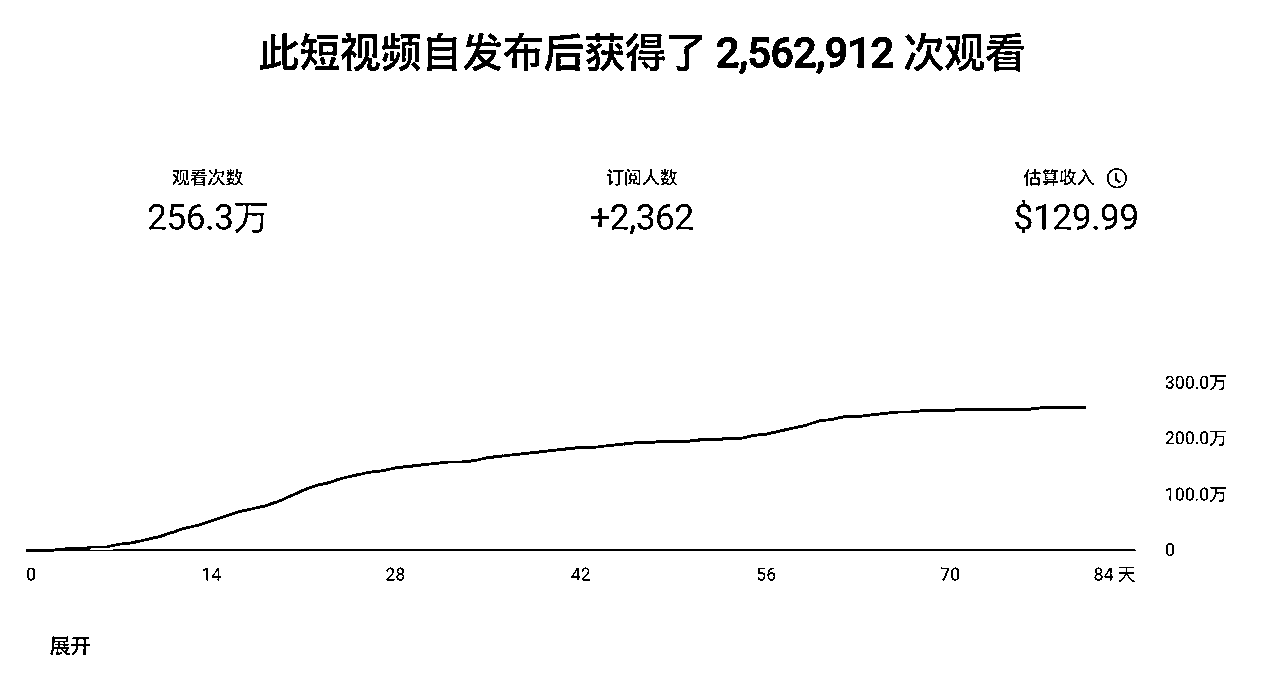 此短视频自发布后获得了 2,562,912 次观看
观看次数 订阅人数 估算收入
256.3万 +2,362 $129.99
300.0万
200.0万
100.0万
0
0 14 28 42 56 70 84 天
展开